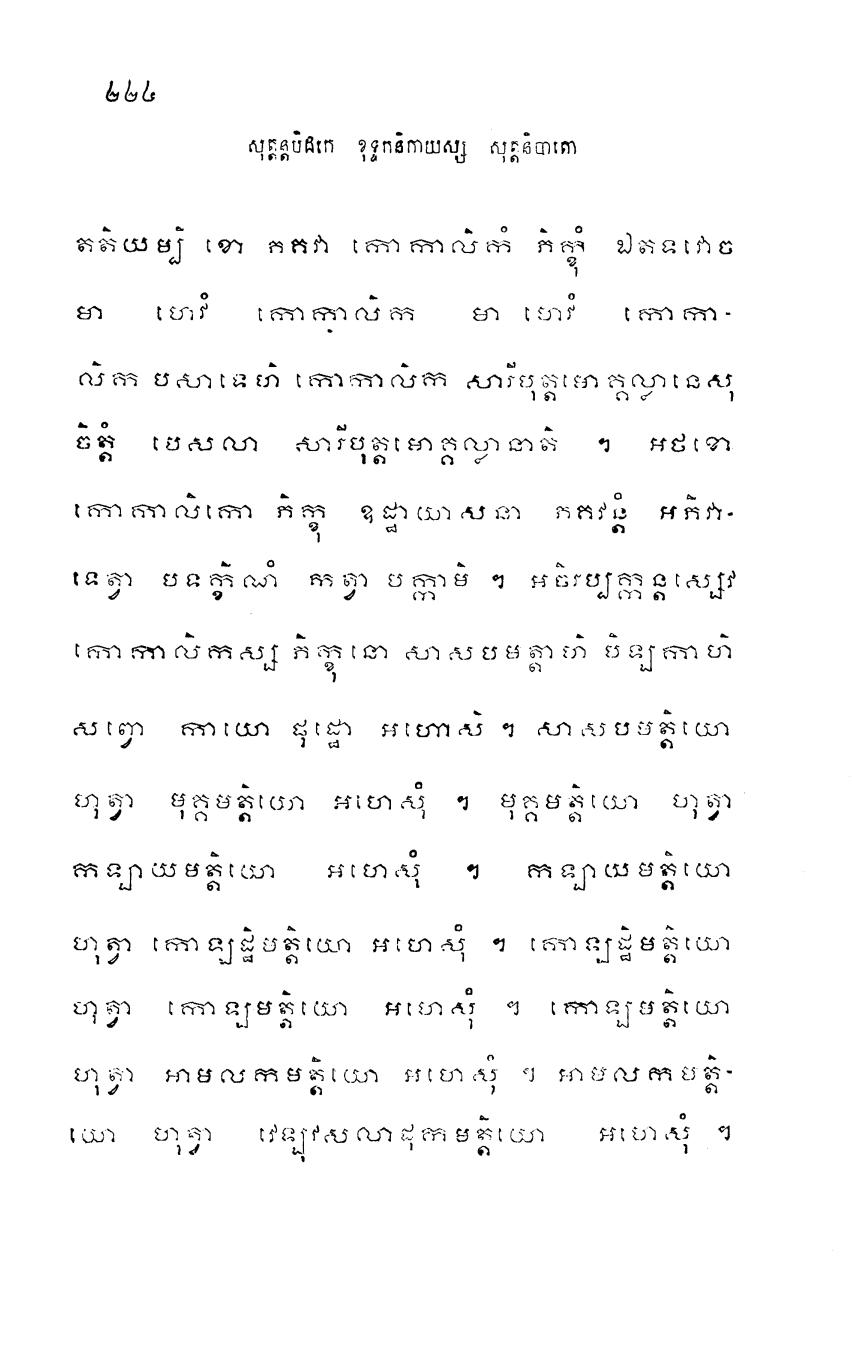 ២២៤
សុត្តន្តបិដកេ ខុទ្ទកនិកាយស្ស សុត្តនិបាតោ
តតិយម្បិ ខោ ភគវា កោកាលិកំ ភិក្ខុំ ឯតទវោច
មា ហេវំ កោកាលិក មា ហេវំ កោកា-
លិក បសាទេហិ កោកាលិក សារីបុត្តមោគ្គល្លានេសុ
ចិត្តំ បេសលា សារីបុត្តមោគ្គល្លានាតិ ។ អថខោ
កោកាលិកោ ភិក្ខុ ឧដ្ឋាយាសនា ភគវន្តំ អភិវា-
ទេត្វា បទក្ខិណំ កត្វា បក្កាមិ ។ អចិរប្បក្កន្តស្សេវ
កោកាលិកស្ស ភិក្ខុនោ សាសបមត្តាហិ បិឡកាហិ
សព្វោ កាយោ ផុដ្ឋោ អហោសិ ។ សាសបមត្តិយោ
ហុត្វា មុគ្គមត្តិយោ អហេសុំ ។ មុគ្គមត្តិយោ ហុត្វា
កឡាយមត្តិយោ អហេសុំ ។ កឡាយមត្តិយោ
ហុត្វា កោឡដ្ឋិមត្តិយោ អហេសុំ ។ កោឡដ្ឋិមត្តិយោ
ហុត្វា កោឡមត្តិយោ អហេសុំ ។ កោឡមត្តិយោ
ហុត្វា អាមលកមត្តិយោ អហេសុំ ។ អាមលកមត្តិ-
យោ ហុត្វា វេឡុវសលាដុកមត្តិយោ អហេសុំ ។